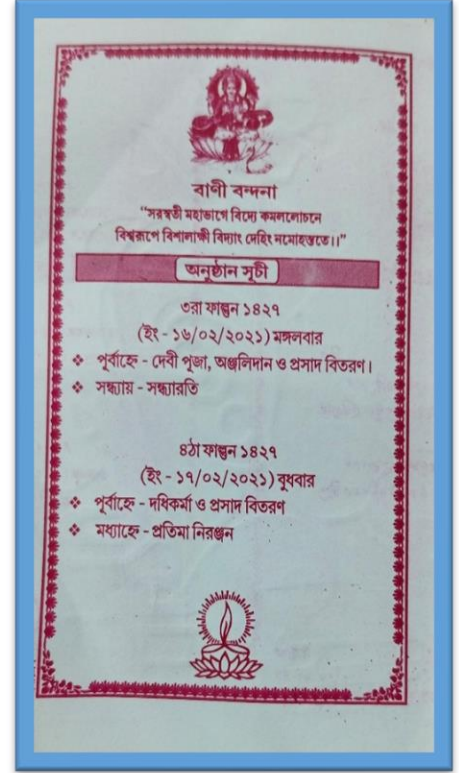 বাণী বন্দনা
“সরস্বতী মহাভাগে বিদ্যে কমললোচনে
বিশ্বরূপে বিশালাক্ষী বিদ্যাং দেহিং নমোহস্ততে।।”
অনুষ্ঠান সূচী
৩রা ফাল্গুন ১৪২৭
(ইং - ১৬/০২/২০২১) মঙ্গলবার
❖ পূর্বাহ্নে - দেবী পূজা, অঞ্জলিদান ও প্রসাদ বিতরণ।
❖ সন্ধ্যায় - সন্ধ্যারতি
৪ঠা ফাল্গুন ১৪২৭
(ইং - ১৭/০২/২০২১) বুধবার
❖ পূর্বাহ্নে - দধিকর্মা ও প্রসাদ বিতরণ
❖ মধ্যাহ্নে - প্রতিমা নিরঞ্জন